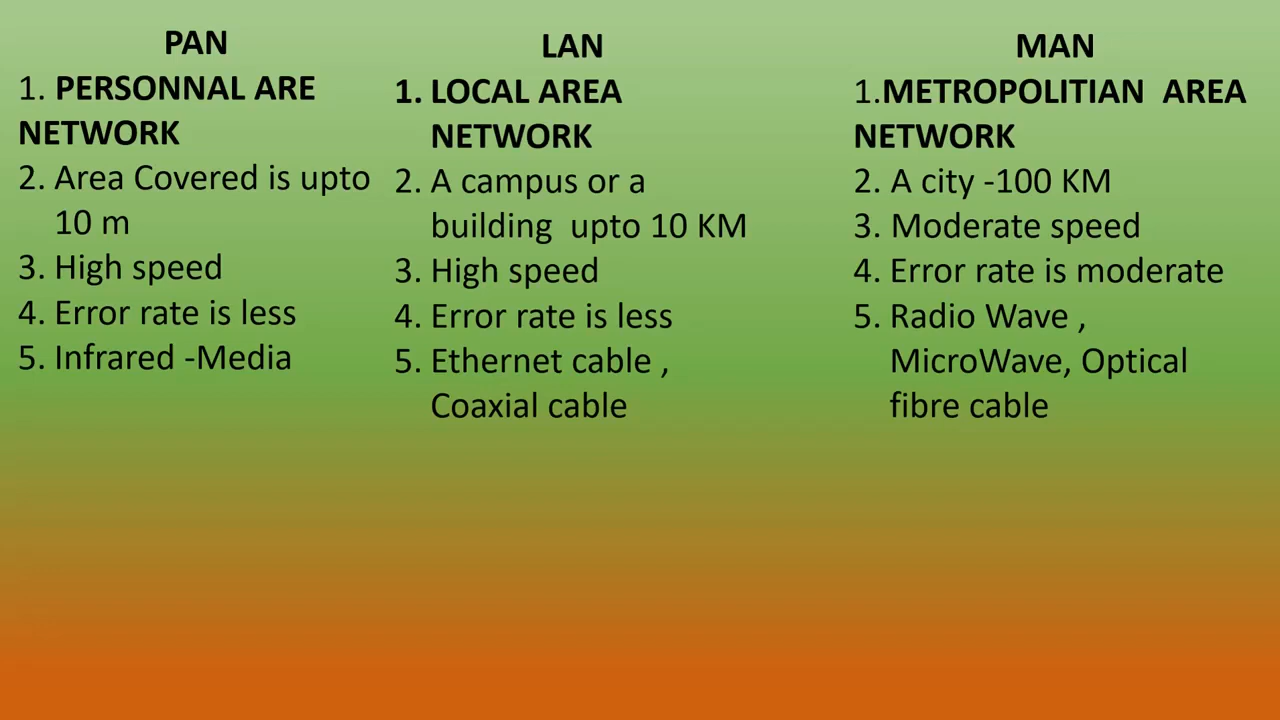 PAN
1. PERSONNAL ARE
NETWORK
2. Area Covered is upto
10 m
3. High speed
4. Error rate is less
5. Infrared -Media
LAN
1. LOCAL AREA
NETWORK
2. A campus or a
building  upto 10 KM
3. High speed
4. Error rate is less
5. Ethernet cable ,
Coaxial cable
MAN
1.METROPOLITIAN  AREA
NETWORK
2. A city -100 KM
3. Moderate speed
4. Error rate is moderate
5. Radio Wave ,
MicroWave, Optical
fibre cable